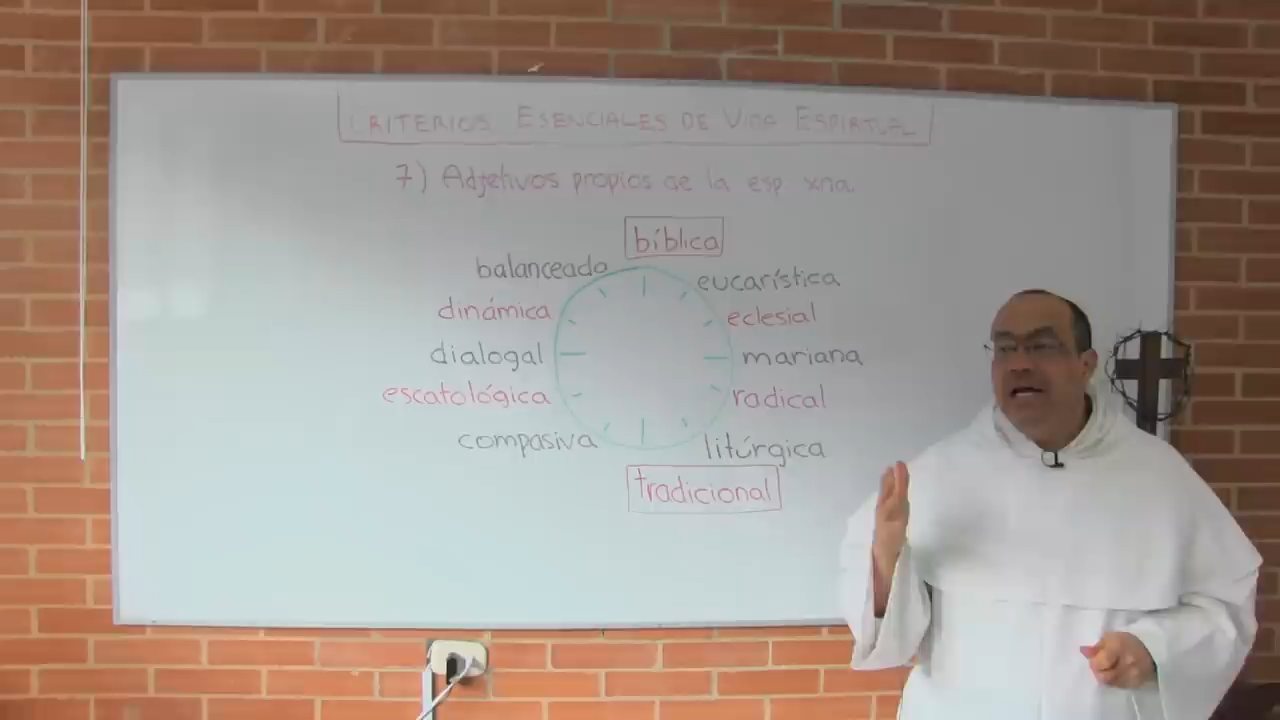 CRITERIOS ESENCIALES DE VIDA ESPIRTUAL
7) Adjetivos propios de la esp xna
bíblica
balanceado eucarística
dinámica eclesial
dialogal mariana
escatológica radical
compasiva litúrgica
tradicional